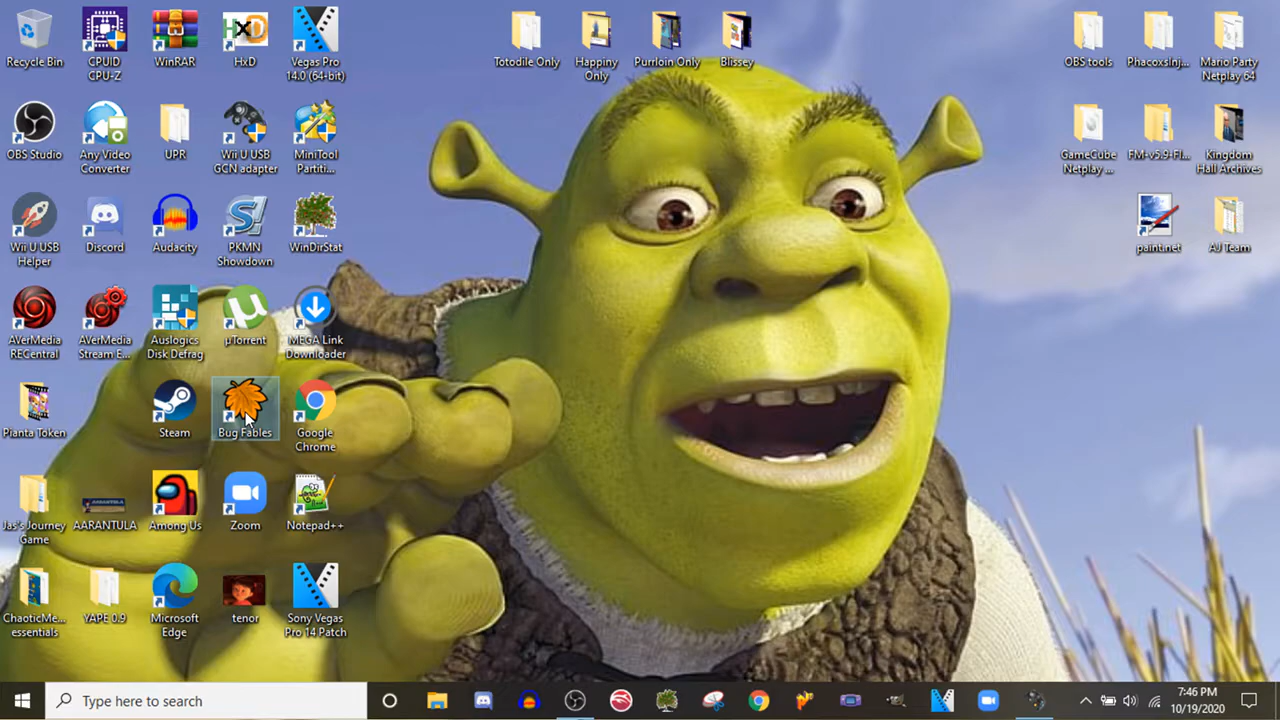 Recycle Bin
CPUID
CPU-Z
WinRAR
HxD
Vegas Pro
14.0 (64-bit)
Totodile Only
Happiny
Only
Purrloin Only
Blissey
OBS tools
PhacoxsInj...
Mario Party
Netplay 64
OBS Studio
Any Video
Converter
UPR
Wii U USB
GCN adapter
MiniTool
Partiti...
GameCube
Netplay ...
FM-v5.9-Fl...
Kingdom
Hall Archives
Wii U USB
Helper
Discord
Audacity
PKMN
Showdown
WinDirStat
paint.net
AJ Team
AVerMedia
RECentral
AVerMedia
Stream E...
Auslogics
Disk Defrag
µTorrent
MEGA Link
Downloader
Pianta Token
Steam
Bug Fables
Google
Chrome
Jas's Journey
Game
AARANTULA
AARANTULA
Among Us
Zoom
Notepad++
ChaoticMe...
essentials
YAPE 0.9
Microsoft
Edge
tenor
Sony Vegas
Pro 14 Patch
Type here to search
7:46 PM
10/19/2020